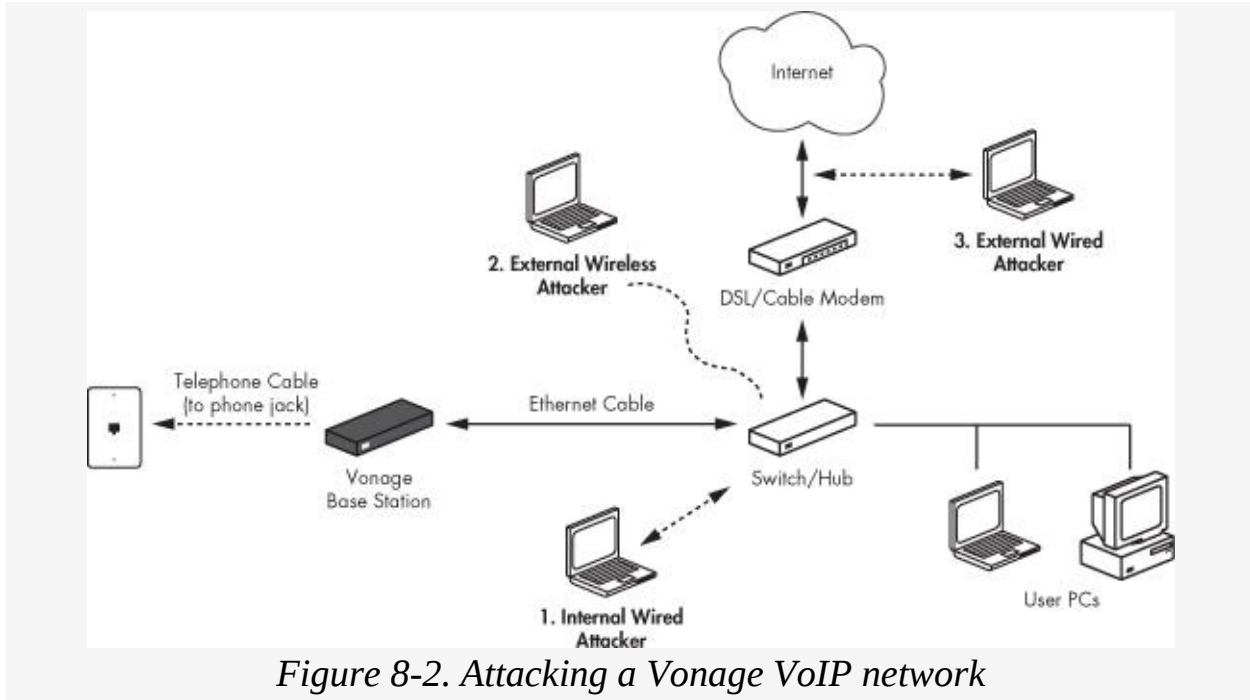 Internet
2. External Wireless
Attacker
3. External Wired
Attacker
DSL/Cable Modem
Telephone Cable
(to phone jack)
Ethernet Cable
Vonage
Base Station
Switch/Hub
1. Internal Wired
Attacker
User PCs
Figure 8-2. Attacking a Vonage VoIP network